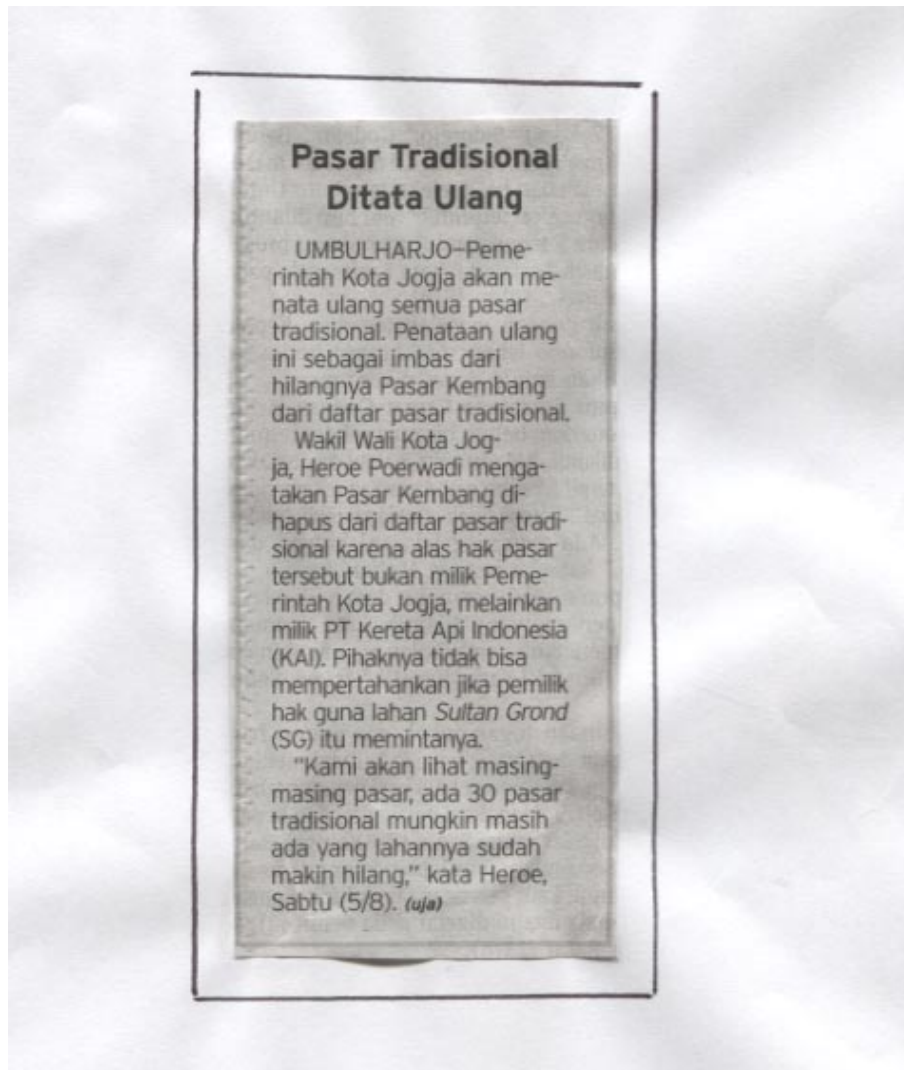 Pasar Tradisional
Ditata Ulang
UMBULHARJO–Peme-
rintah Kota Jogja akan me-
nata ulang semua pasar
tradisional. Penataan ulang
ini sebagai imbas dari
hilangnya Pasar Kembang
dari daftar pasar tradisional.
Wakil Wali Kota Jog-
ja, Heroe Poerwadi menga-
takan Pasar Kembang di-
hapus dari daftar pasar tradi-
sional karena alas hak pasar
tersebut bukan milik Peme-
rintah Kota Jogja, melainkan
milik PT Kereta Api Indonesia
(KAI). Pihaknya tidak bisa
mempertahankan jika pemilik
hak guna lahan Sultan Grond
(SG) itu memintanya.
"Kami akan lihat masing-
masing pasar, ada 30 pasar
tradisional mungkin masih
ada yang lahannya sudah
makin hilang," kata Heroe,
Sabtu (5/8). (uja)